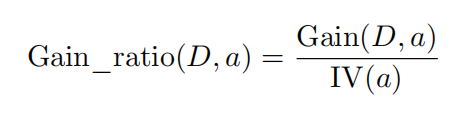 Gain_ratio(D, a) = Gain(D, a) / IV(a)